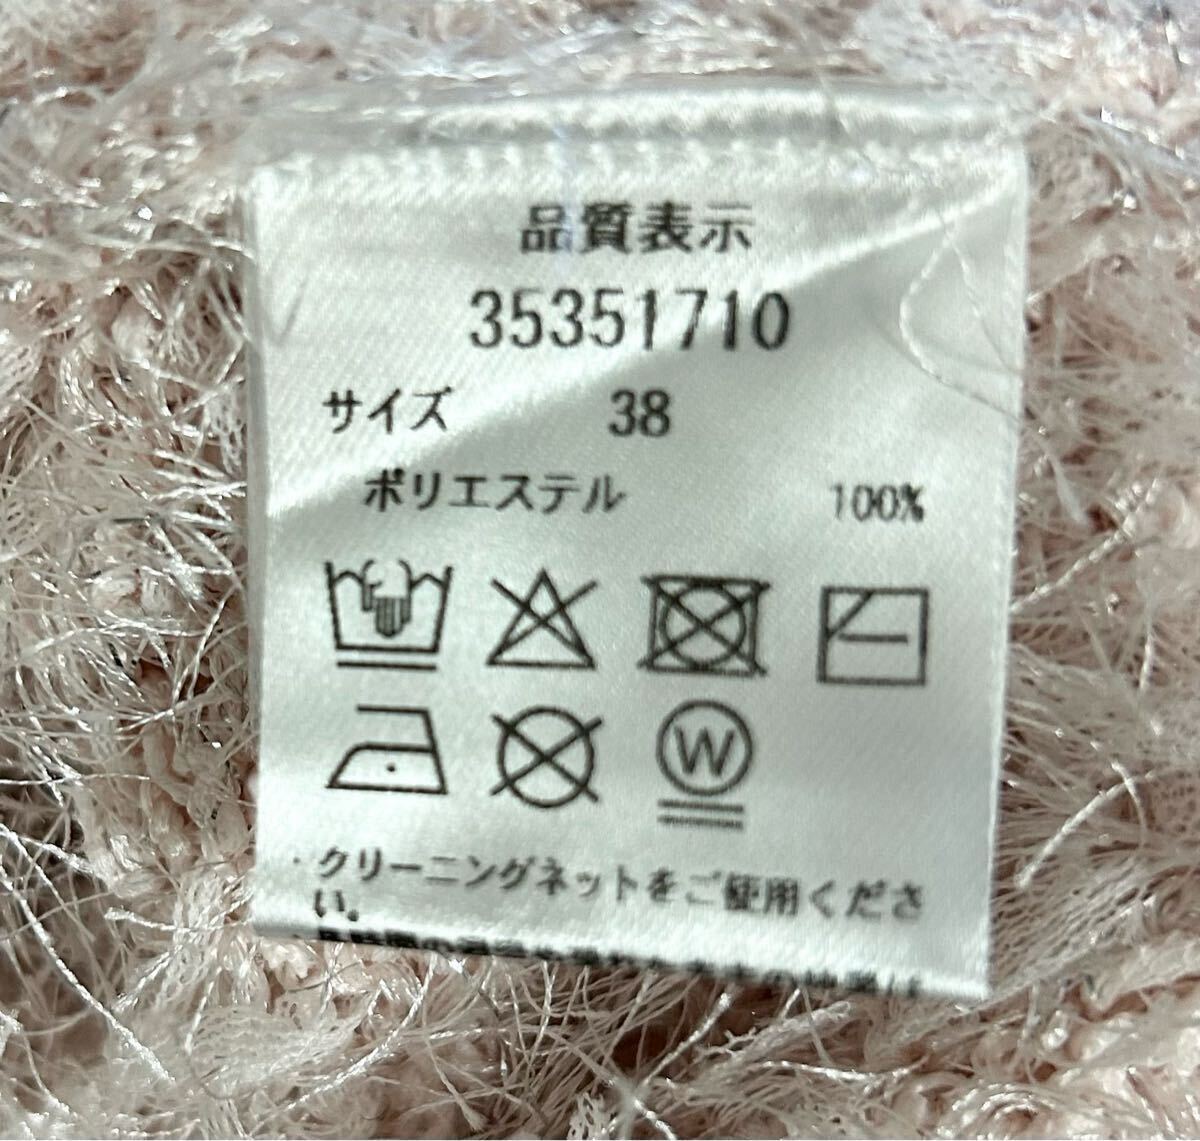 品質表示
35351710
サイズ 38
ポリエステル 100%
W
・クリーニングネットをご使用くださ
い。